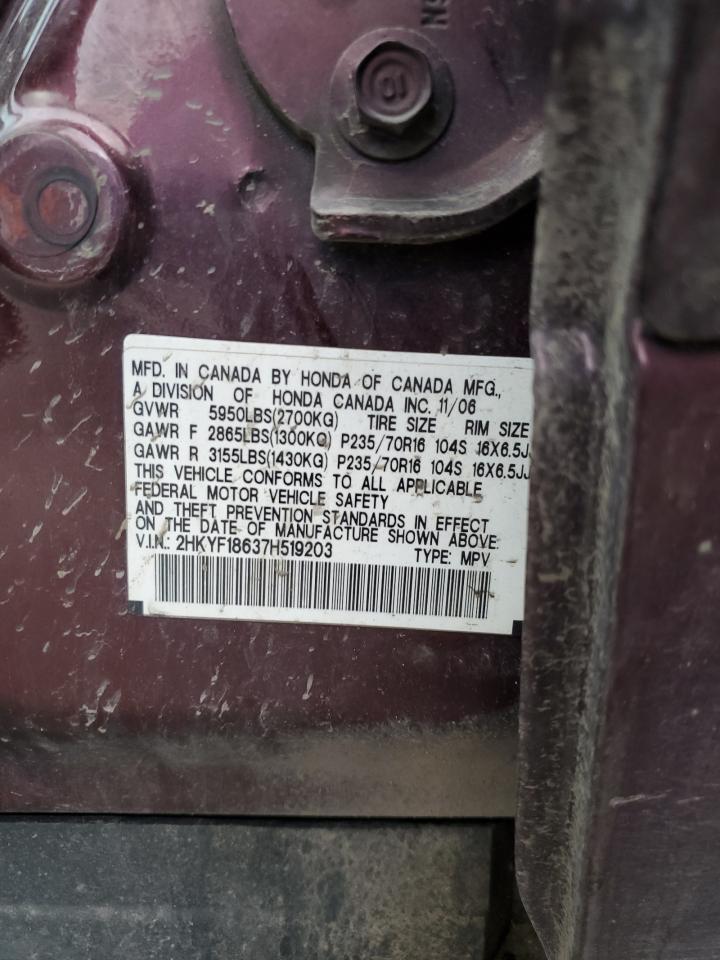 10
MFD. IN CANADA BY HONDA OF CANADA MFG.,
A DIVISION OF HONDA CANADA INC. 11/06
GVWR 5950LBS(2700KG) TIRE SIZE RIM SIZE
GAWR F 2865LBS(1300KG) P235/70R16 104S 16X6.5JJ
GAWR R 3155LBS(1430KG) P235/70R16 104S 16X6.5JJ
THIS VEHICLE CONFORMS TO ALL APPLICABLE
FEDERAL MOTOR VEHICLE SAFETY
AND THEFT PREVENTION STANDARDS IN EFFECT
ON THE DATE OF MANUFACTURE SHOWN ABOVE.
V.I.N.: 2HKYF18637H519203 TYPE: MPV